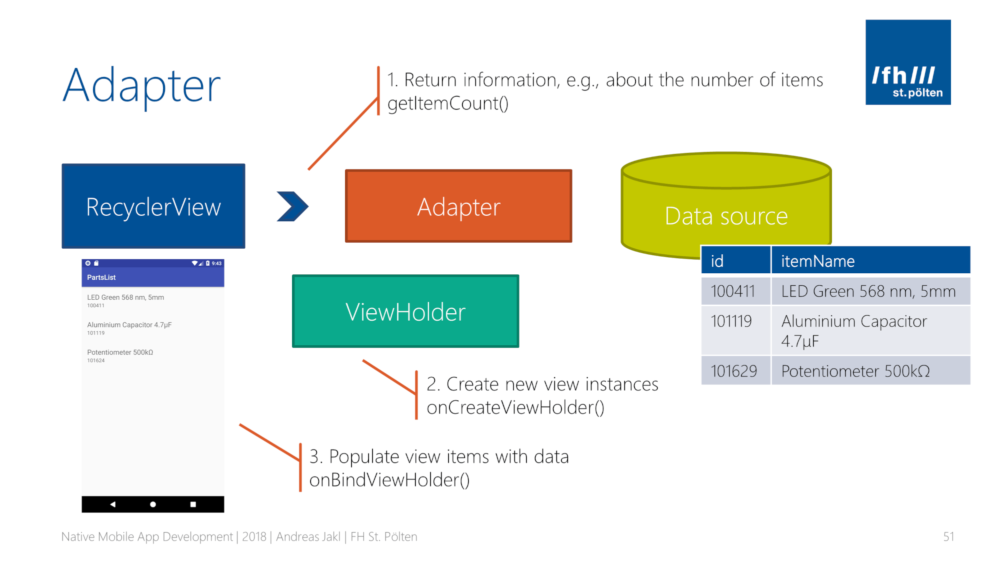 Adapter
1. Return information, e.g., about the number of items
getItemCount()
/fh///
st.pölten
RecyclerView
Adapter
Data source
9:43
PartsList
LED Green 568 nm, 5mm
100411
Aluminium Capacitor 4.7µF
101119
Potentiometer 500kΩ
101624
ViewHolder
id itemName
100411 LED Green 568 nm, 5mm
101119 Aluminium Capacitor
4.7µF
101629 Potentiometer 500kΩ
2. Create new view instances
onCreateViewHolder()
3. Populate view items with data
onBindViewHolder()
Native Mobile App Development | 2018 | Andreas Jakl | FH St. Pölten
51